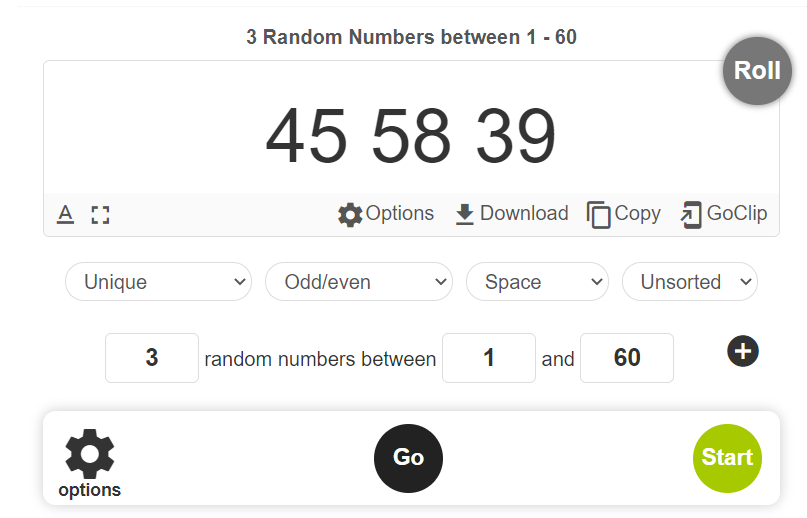 3 Random Numbers between 1 - 60
Roll
45 58 39
A Options Download Copy GoClip
Unique Odd/even Space Unsorted
3 random numbers between 1 and 60
Go Start
options